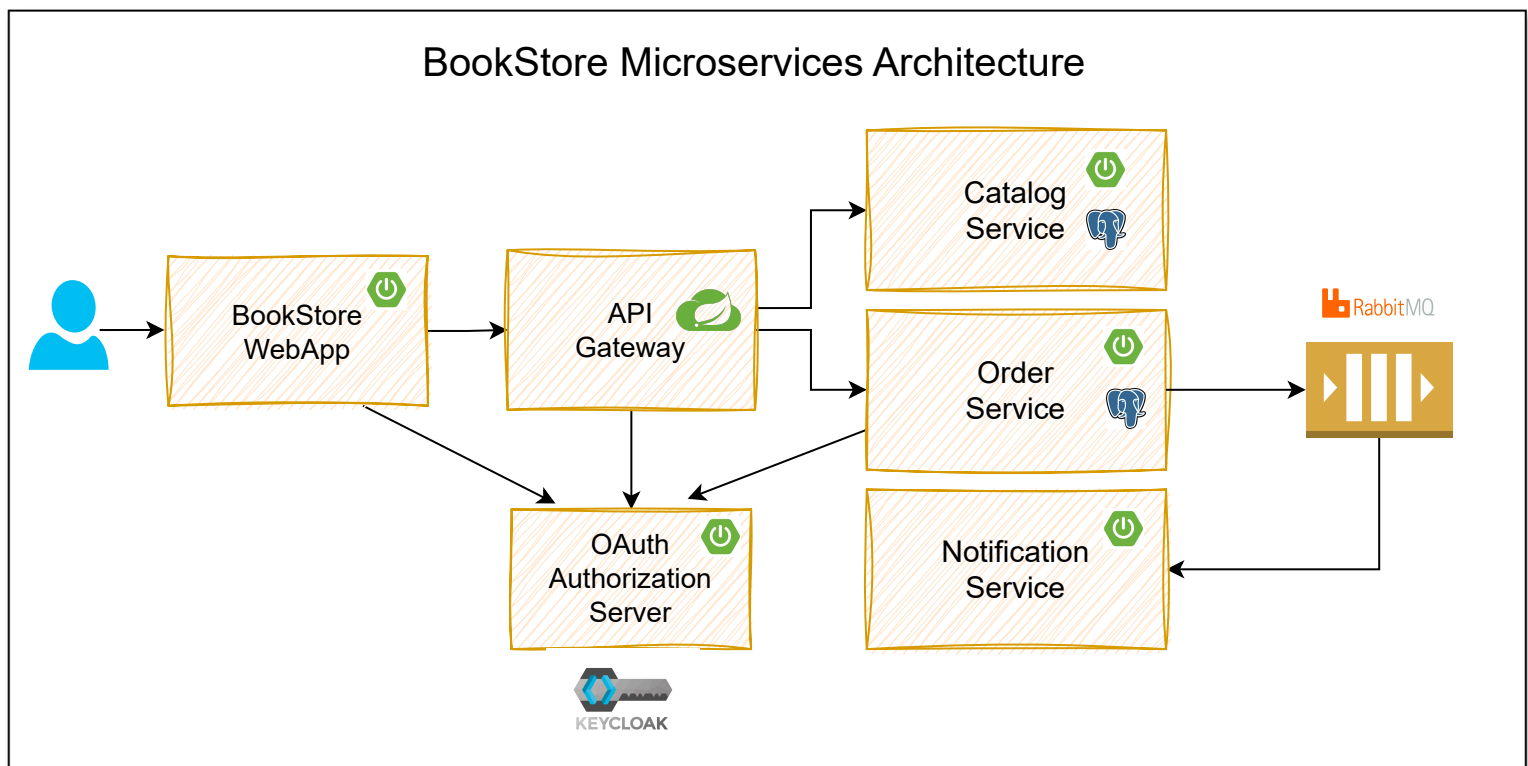 BookStore Microservices Architecture
Catalog
Service
BookStore
WebApp
API
Gateway
Order
Service
RabbitMQ
OAuth
Authorization
Server
Notification
Service
KEYCLOAK